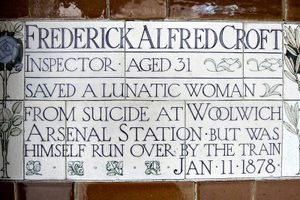 FREDERICK ALFRED CROFT
INSPECTOR · AGED 31
SAVED A LUNATIC WOMAN
FROM SUICIDE AT WOOLWICH
ARSENAL STATION · BUT WAS
HIMSELF RUN OVER BY THE TRAIN
JAN · 11 · 1878 ·